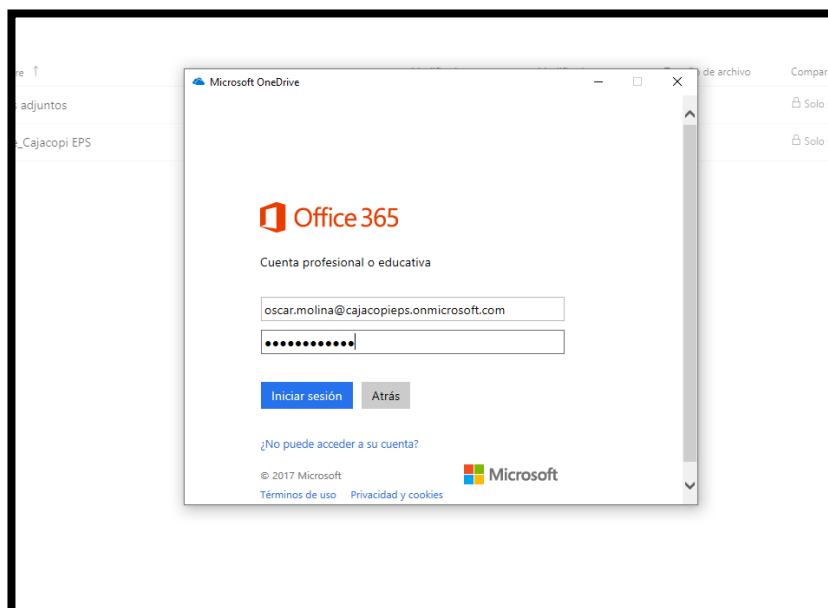 Microsoft OneDrive
re ↑ de archivo Compar
adjuntos Solo
_Cajacopi EPS Solo
Office 365
Cuenta profesional o educativa
oscar.molina@cajacopieps.onmicrosoft.com
●●●●●●●●●●●●
Iniciar sesión Atrás
¿No puede acceder a su cuenta?
© 2017 Microsoft Microsoft
Términos de uso Privacidad y cookies